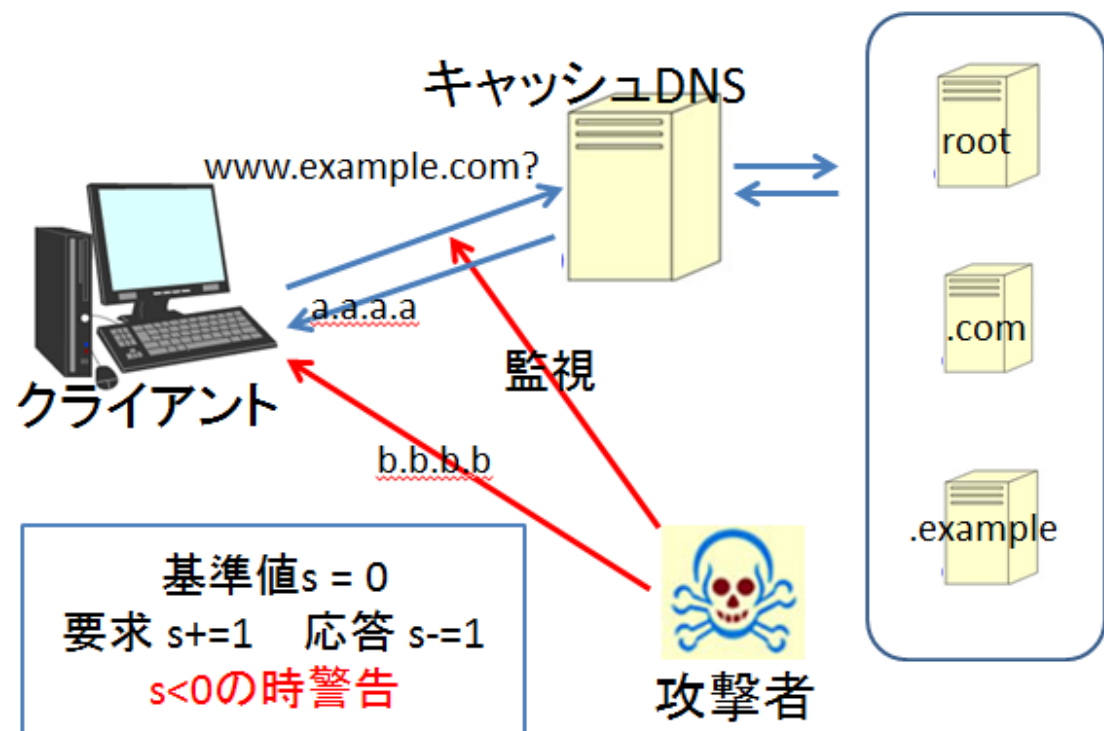 キャッシュDNS
www.example.com?
a.a.a.a
クライアント
監視
b.b.b.b
攻撃者
root
.com
.example
基準値s = 0
要求 s+=1 応答 s-=1
s<0の時警告